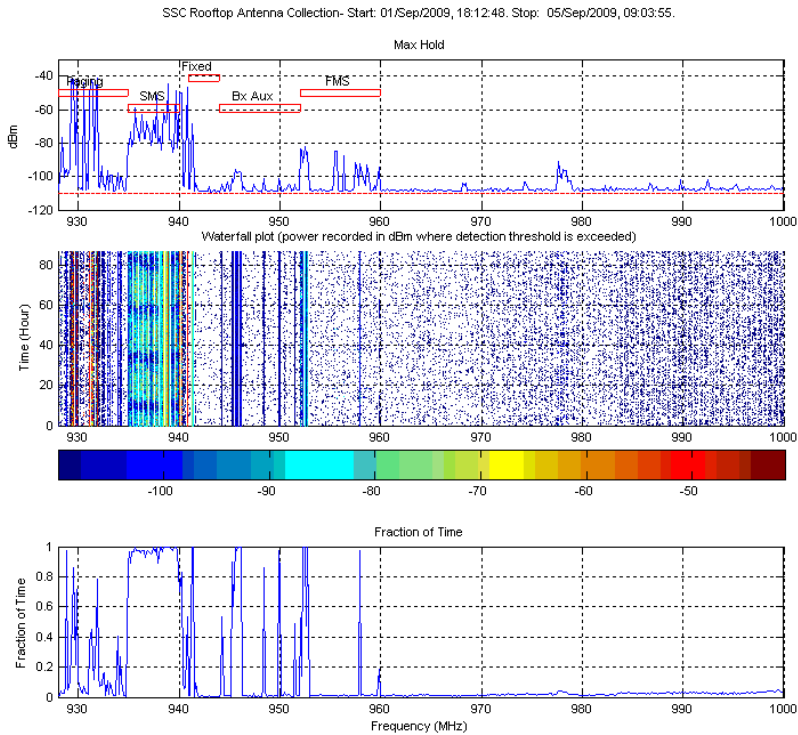 SSC Rooftop Antenna Collection- Start: 01/Sep/2009, 18:12:48. Stop:  05/Sep/2009, 09:03:55.
Max Hold
Fixed
Paging
SMS
Bx Aux
FMS
dBm
-40
-60
-80
-100
-120
930 940 950 960 970 980 990 1000
Waterfall plot (power recorded in dBm where detection threshold is exceeded)
Time (Hour)
80
60
40
20
0
930 940 950 960 970 980 990 1000
-100 -90 -80 -70 -60 -50
Fraction of Time
Fraction of Time
1
0.8
0.6
0.4
0.2
0
930 940 950 960 970 980 990 1000
Frequency (MHz)